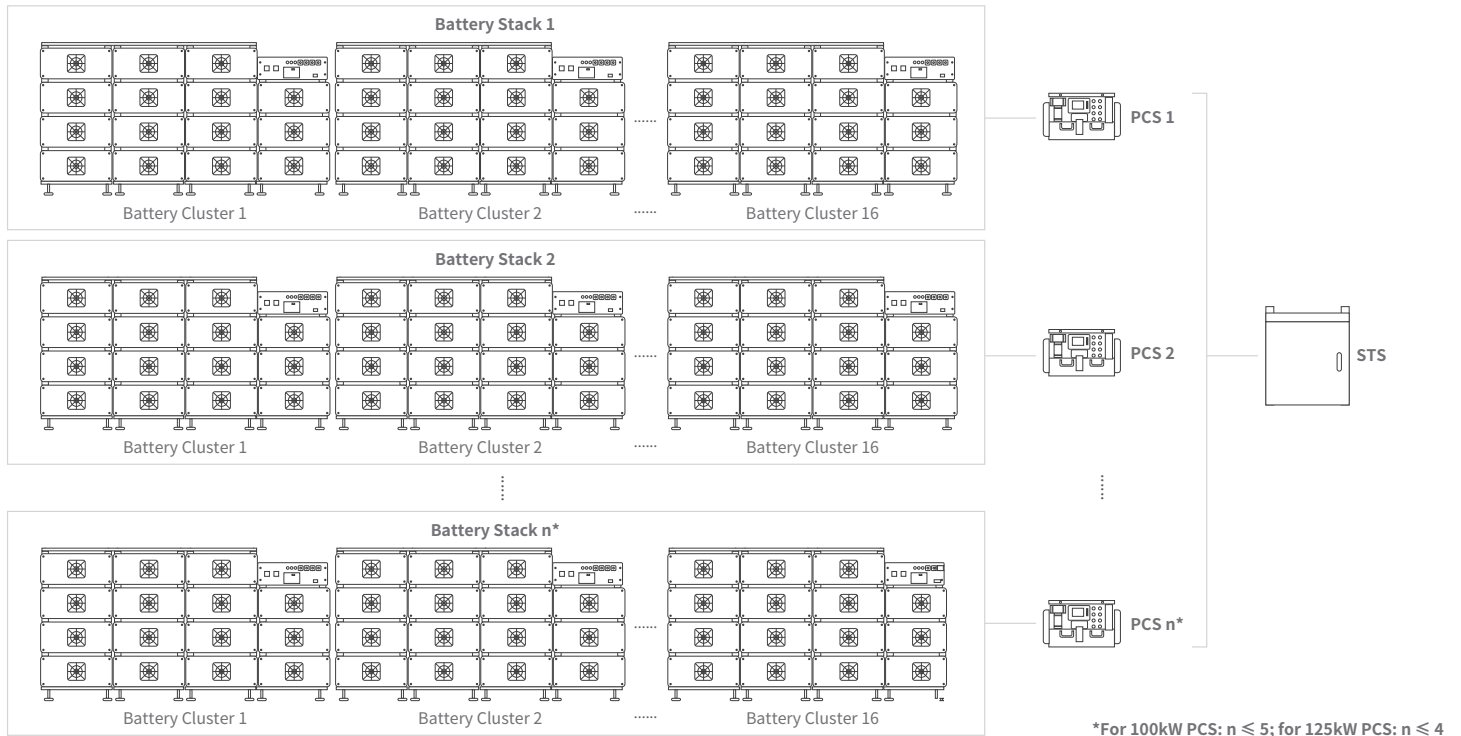 Battery Stack 1
......
PCS 1
Battery Cluster 1
Battery Cluster 2
......
Battery Cluster 16
Battery Stack 2
......
PCS 2
STS
Battery Cluster 1
Battery Cluster 2
......
Battery Cluster 16
......
......
Battery Stack n*
......
PCS n*
Battery Cluster 1
Battery Cluster 2
......
Battery Cluster 16
*For 100kW PCS: n ≤ 5; for 125kW PCS: n ≤ 4